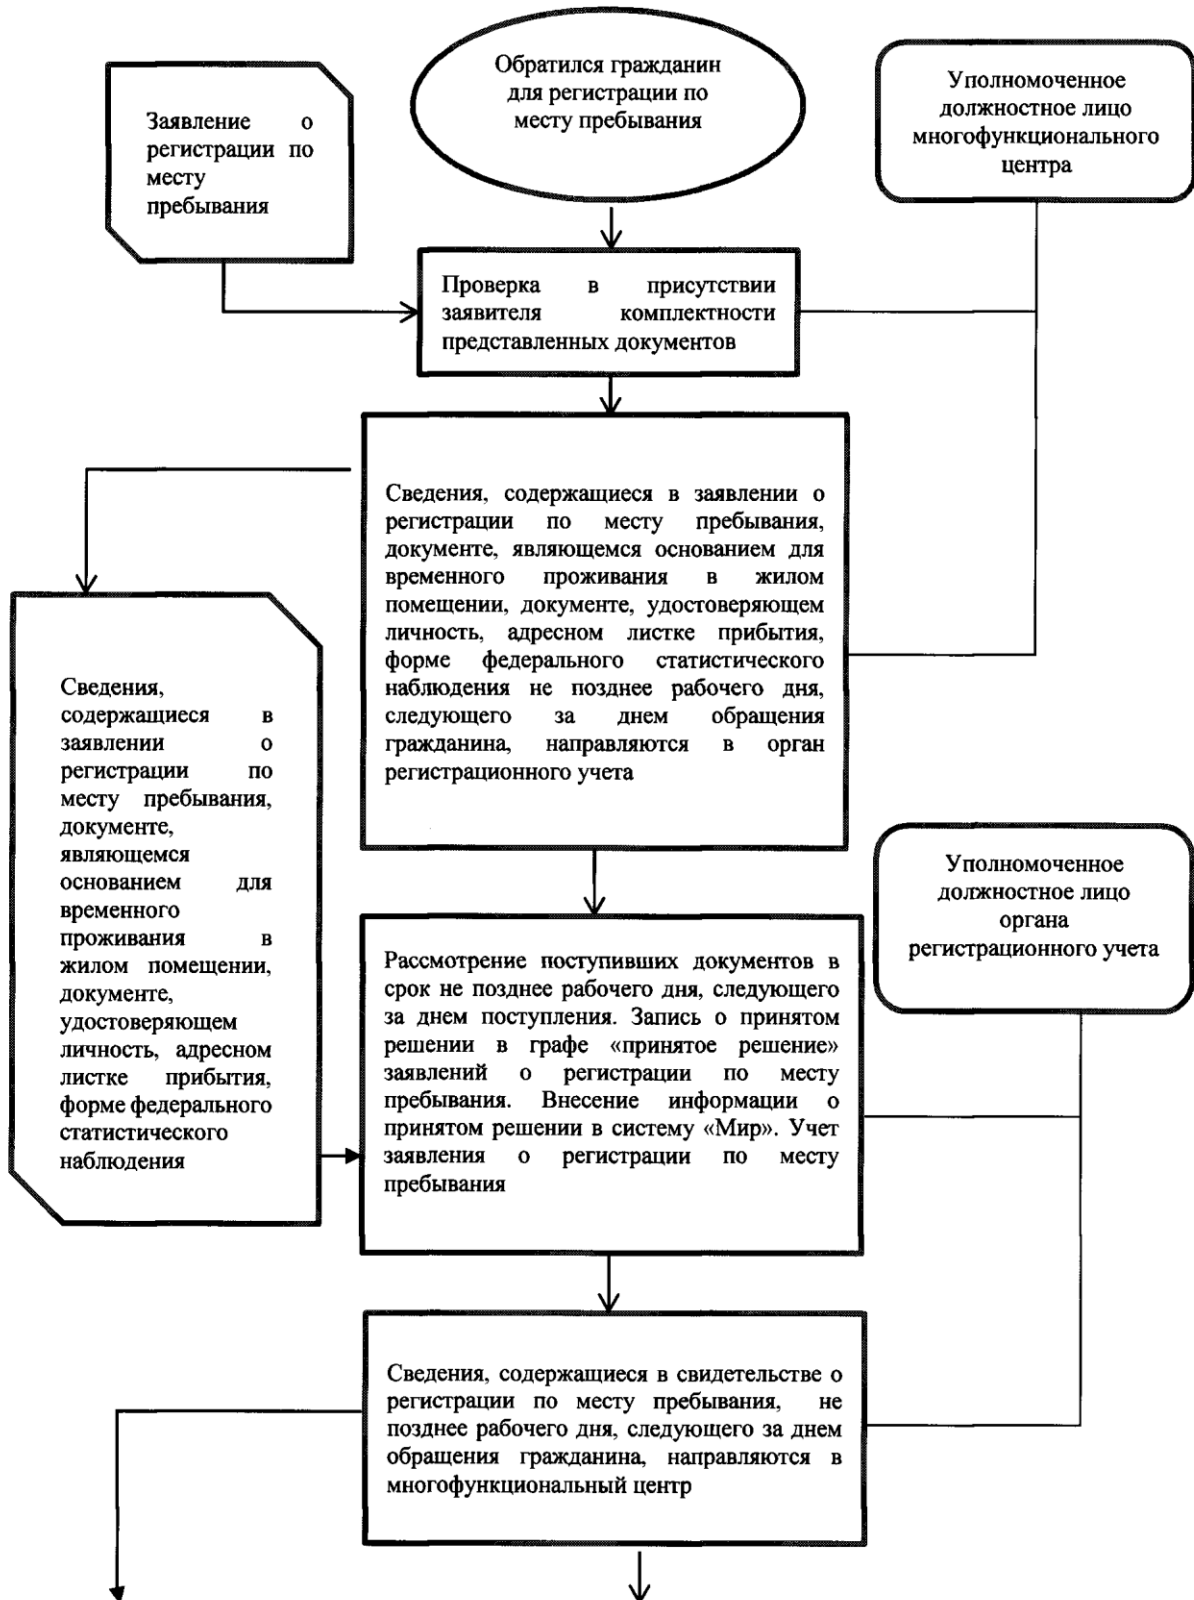 Обратился гражданин
для регистрации по
месту пребывания
Уполномоченное
должностное лицо
многофункционального
центра
Заявление о
регистрации по
месту
пребывания
Проверка в присутствии
заявителя комплектности
представленных документов
Сведения, содержащиеся в заявлении о
регистрации по месту пребывания,
документе, являющемся основанием для
временного проживания в жилом
помещении, документе, удостоверяющем
личность, адресном листке прибытия,
форме федерального статистического
наблюдения не позднее рабочего дня,
следующего за днем обращения
гражданина, направляются в орган
регистрационного учета
Сведения,
содержащиеся в
заявлении о
регистрации по
месту пребывания,
документе,
являющемся
основанием для
временного
проживания в
жилом помещении,
документе,
удостоверяющем
личность, адресном
листке прибытия,
форме федерального
статистического
наблюдения
Уполномоченное
должностное лицо
органа
регистрационного учета
Рассмотрение поступивших документов в
срок не позднее рабочего дня, следующего
за днем поступления. Запись о принятом
решении в графе «принятое решение»
заявлений о регистрации по месту
пребывания. Внесение информации о
принятом решении в систему «Мир». Учет
заявления о регистрации по месту
пребывания
Сведения, содержащиеся в свидетельстве о
регистрации по месту пребывания, не
позднее рабочего дня, следующего за днем
обращения гражданина, направляются в
многофункциональный центр